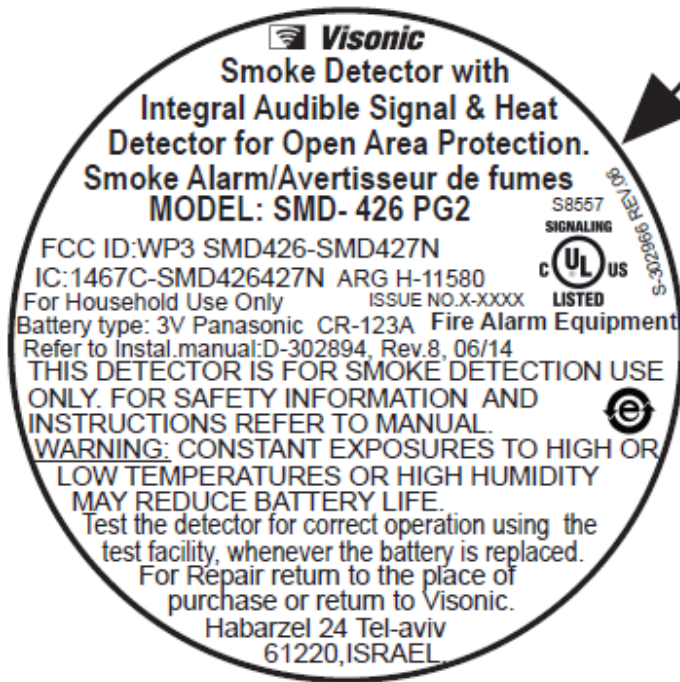 Visonic
Smoke Detector with
Integral Audible Signal & Heat
Detector for Open Area Protection.
Smoke Alarm/Avertisseur de fumes
MODEL: SMD- 426 PG2
S8557
SIGNALING
C UL US
LISTED
Fire Alarm Equipment
S-302966 REV.06
FCC ID:WP3 SMD426-SMD427N
IC:1467C-SMD426427N ARG H-11580
For Household Use Only ISSUE NO.X-XXXX
Battery type: 3V Panasonic CR-123A
Refer to Instal.manual:D-302894, Rev.8, 06/14
THIS DETECTOR IS FOR SMOKE DETECTION USE
ONLY. FOR SAFETY INFORMATION AND
INSTRUCTIONS REFER TO MANUAL.
e
WARNING: CONSTANT EXPOSURES TO HIGH OR
LOW TEMPERATURES OR HIGH HUMIDITY
MAY REDUCE BATTERY LIFE.
Test the detector for correct operation using the
test facility, whenever the battery is replaced.
For Repair return to the place of
purchase or return to Visonic.
Habarzel 24 Tel-aviv
61220,ISRAEL.